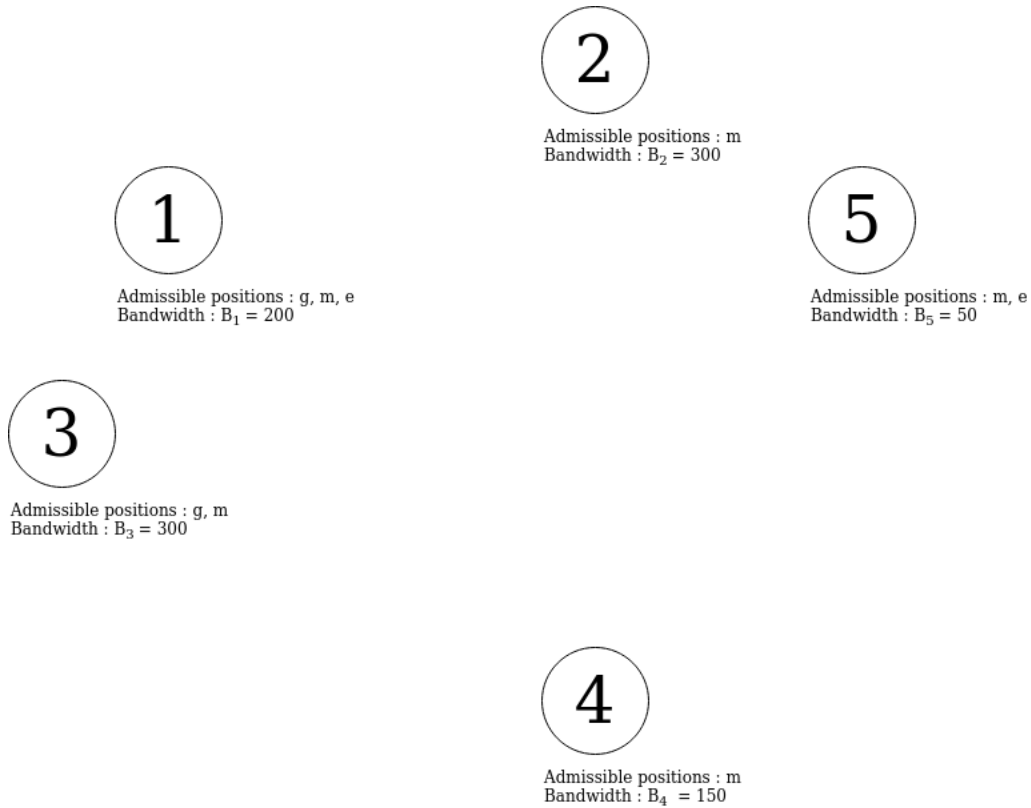 2
Admissible positions : m
Bandwidth : B₂ = 300
1
Admissible positions : g, m, e
Bandwidth : B₁ = 200
5
Admissible positions : m, e
Bandwidth : B₅ = 50
3
Admissible positions : g, m
Bandwidth : B₃ = 300
4
Admissible positions : m
Bandwidth : B₄ = 150